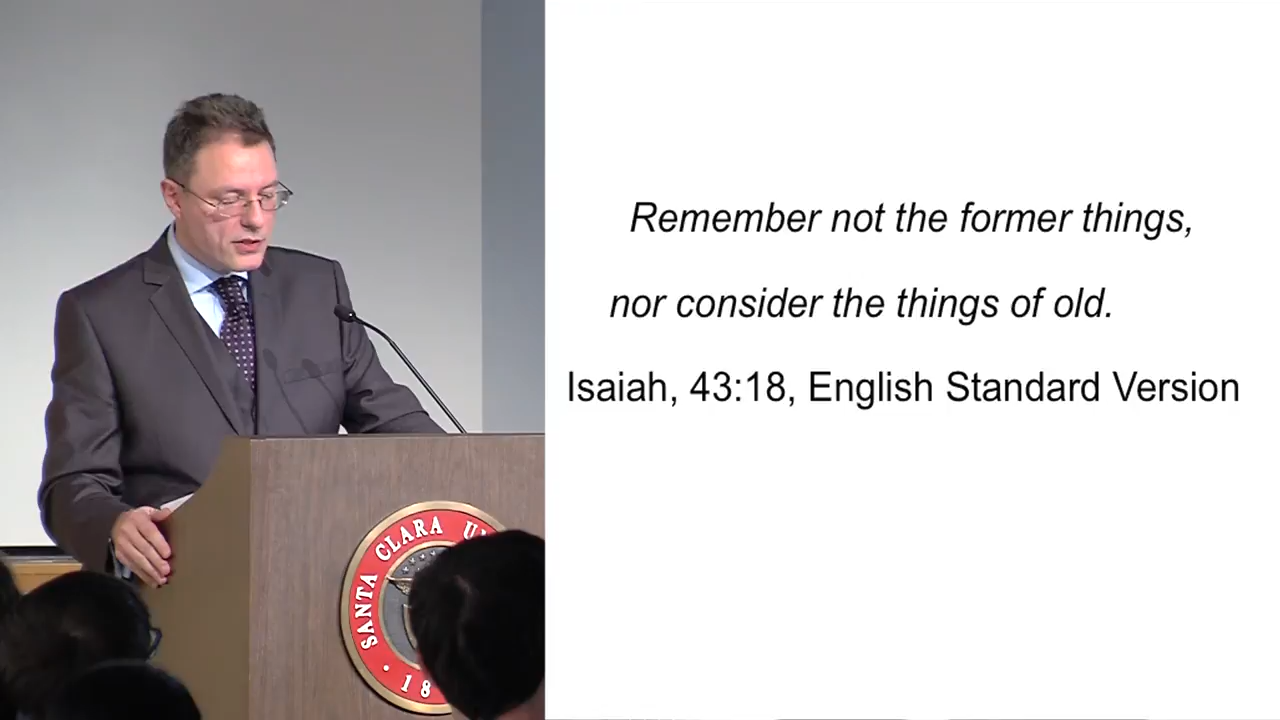 Remember not the former things,
nor consider the things of old.
Isaiah, 43:18, English Standard Version
SANTA CLARA
18